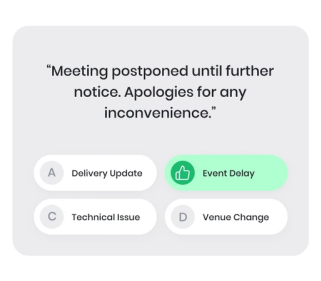 “Meeting postponed until further
notice. Apologies for any
inconvenience.”
A Delivery Update
Event Delay
C Technical Issue
D Venue Change